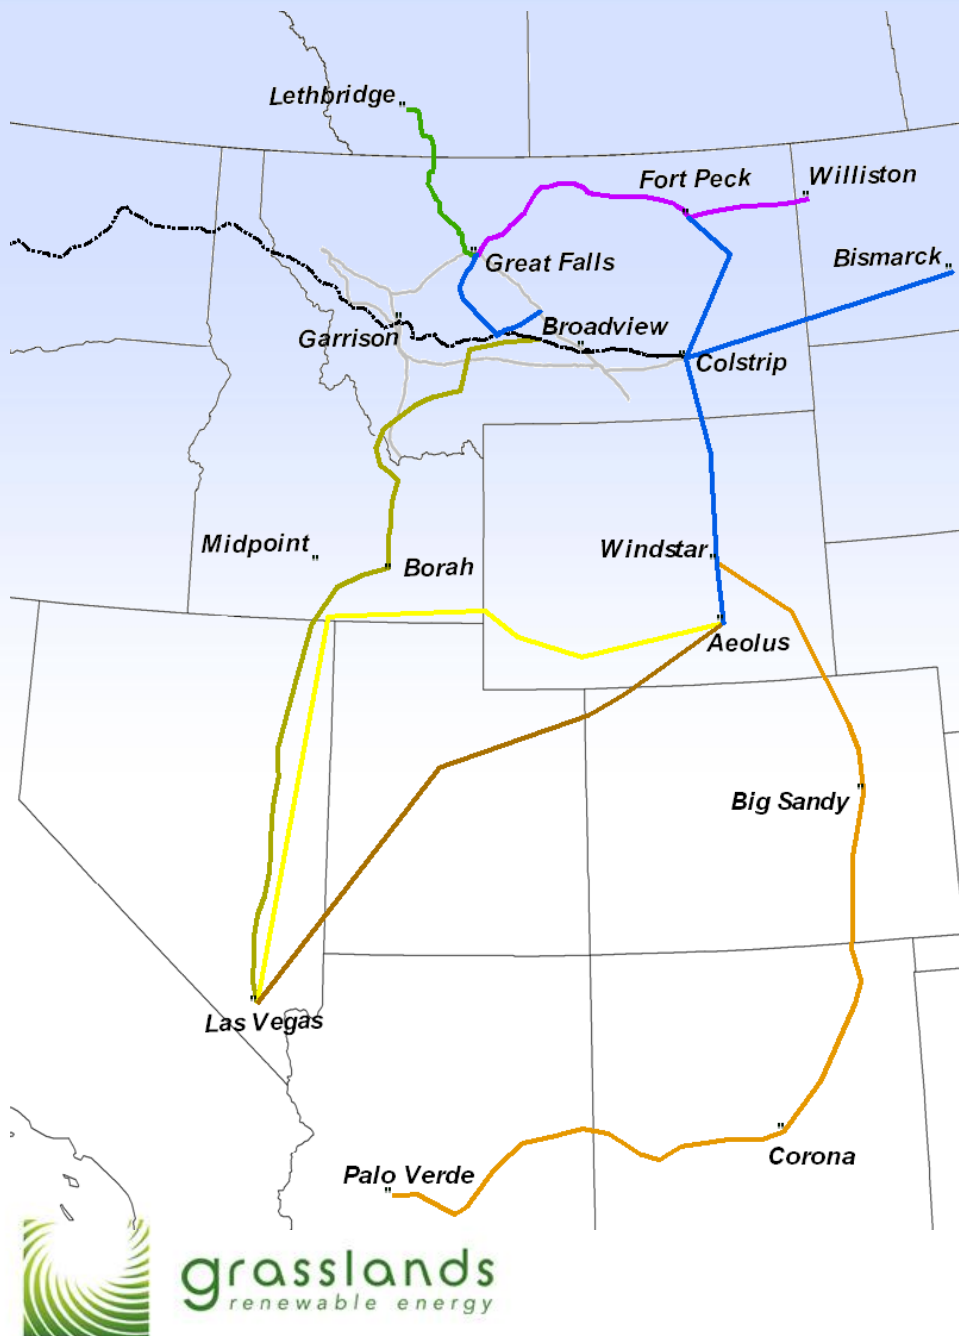 Lethbridge
Fort Peck
Williston
Great Falls
Bismarck
Garrison
Broadview
Colstrip
Midpoint
Borah
Windstar
Aeolus
Big Sandy
Las Vegas
Palo Verde
Corona
grasslands
renewable energy